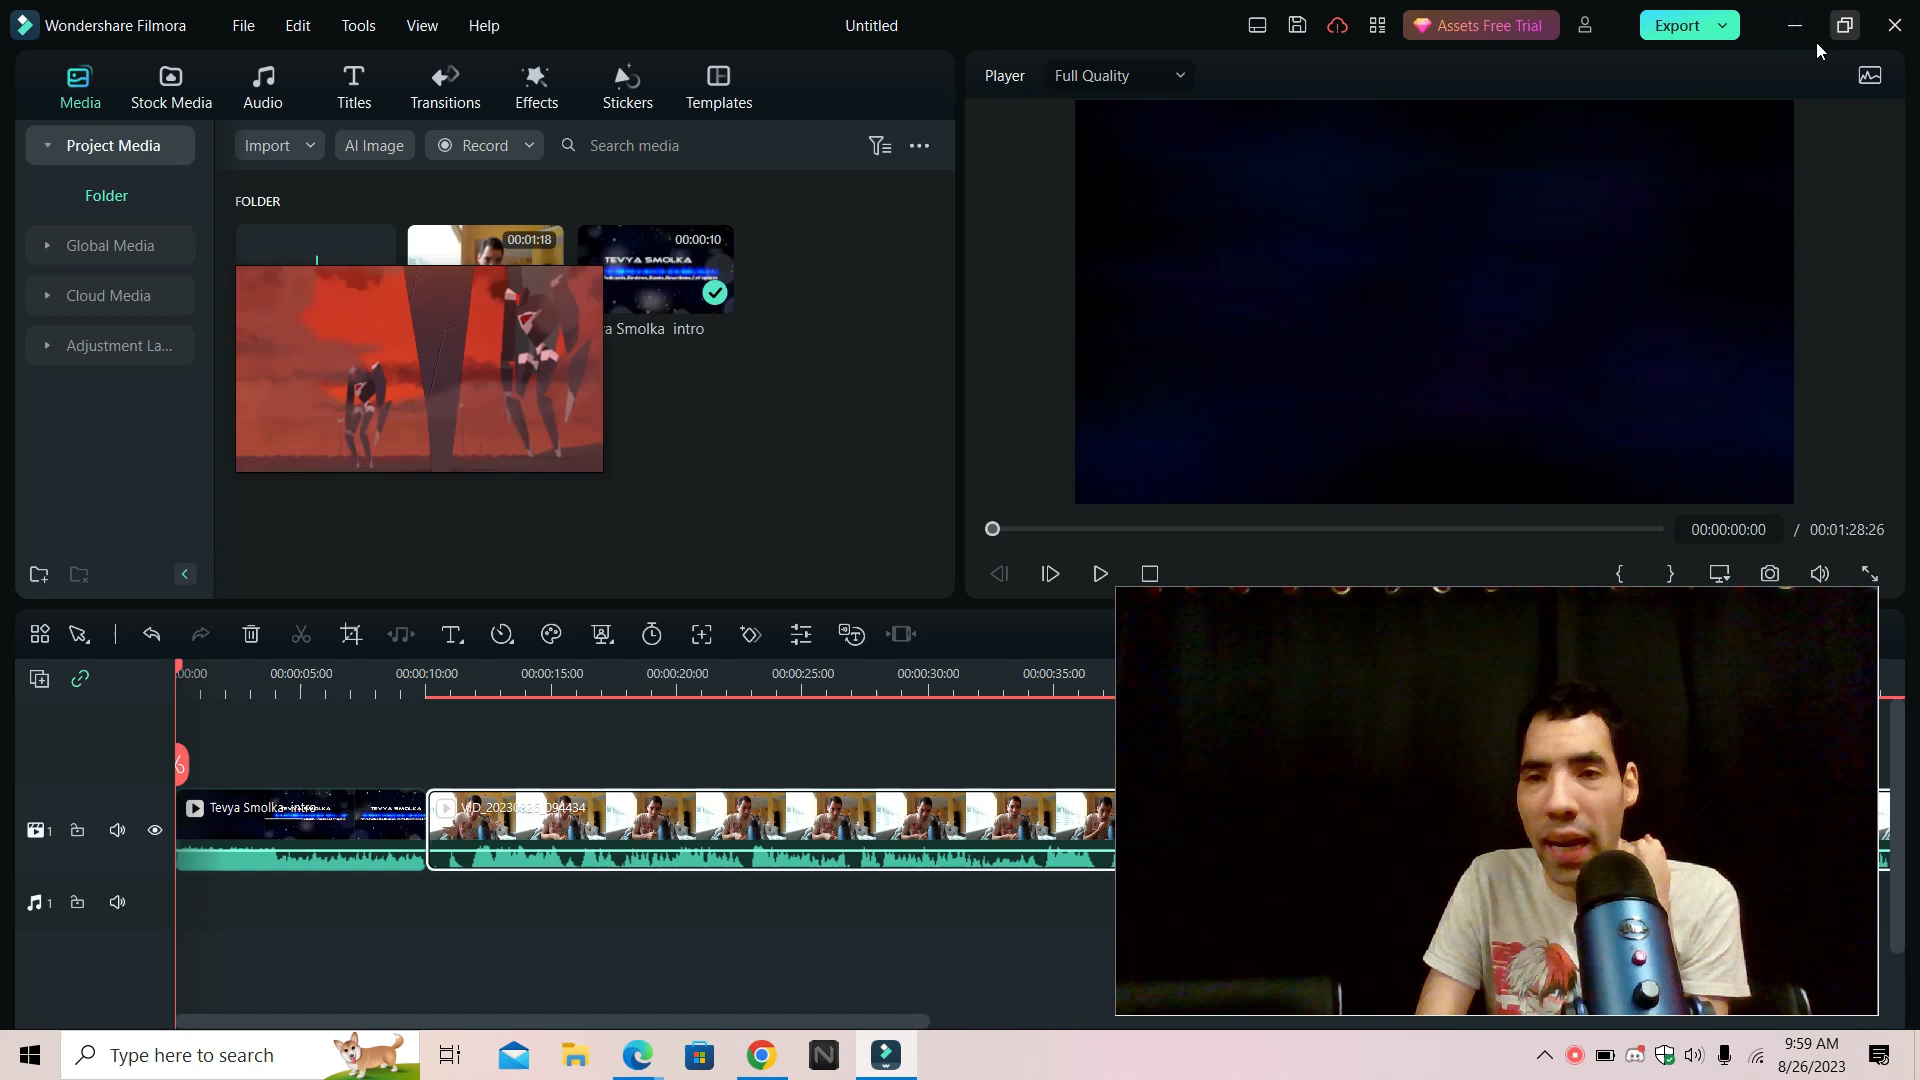 Wondershare Filmora
File
Edit
Tools
View
Help
Untitled
Assets Free Trial
Export
Media
Stock Media
Audio
Titles
Transitions
Effects
Stickers
Templates
Player
Full Quality
Project Media
Folder
Global Media
Cloud Media
Adjustment La...
Import
AI Image
Record
Search media
FOLDER
00:01:18
00:00:10
TEVYA SMOLKA
a Smolka intro
00:00:00:00
/ 00:01:28:26
:00:00
00:00:05:00
00:00:10:00
00:00:15:00
00:00:20:00
00:00:25:00
00:00:30:00
00:00:35:00
Tevya Smolka intro
VID_20230826_094434
1
1
Type here to search
9:59 AM
8/26/2023